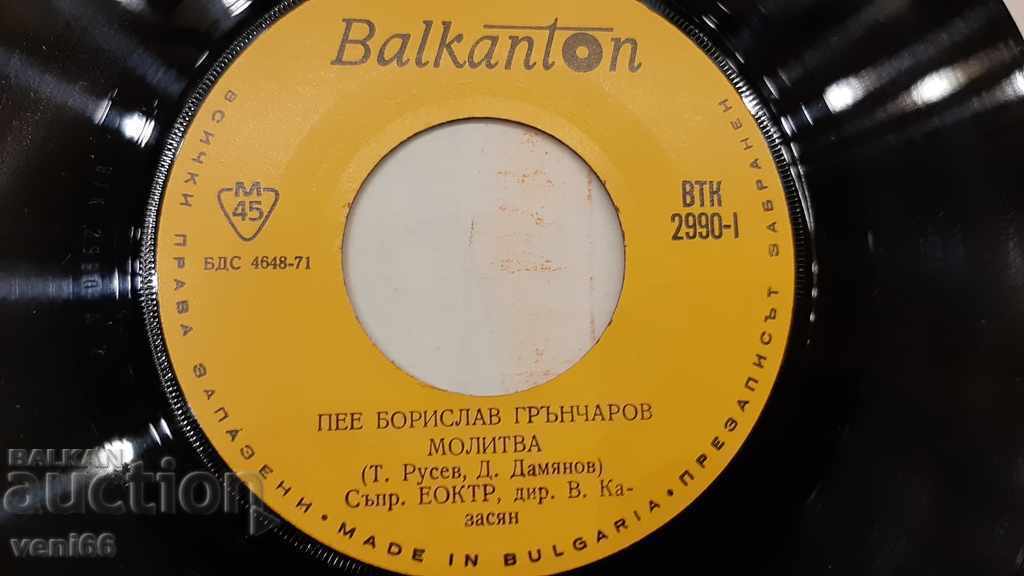 Balkanton
ВСИЧКИ ПРАВА ЗАПАЗЕНИ • MADE IN BULGARIA • ПРЕЗАПИСЪТ ЗАБРАНЕН
М
45
БДС 4648-71
ВТК
2990-I
ПЕЕ БОРИСЛАВ ГРЪНЧАРОВ
МОЛИТВА
(Т. Русев, Д. Дамянов)
Съпр. ЕОКТР, дир. В. Ка-
засян
BALKAN
auction
veni66